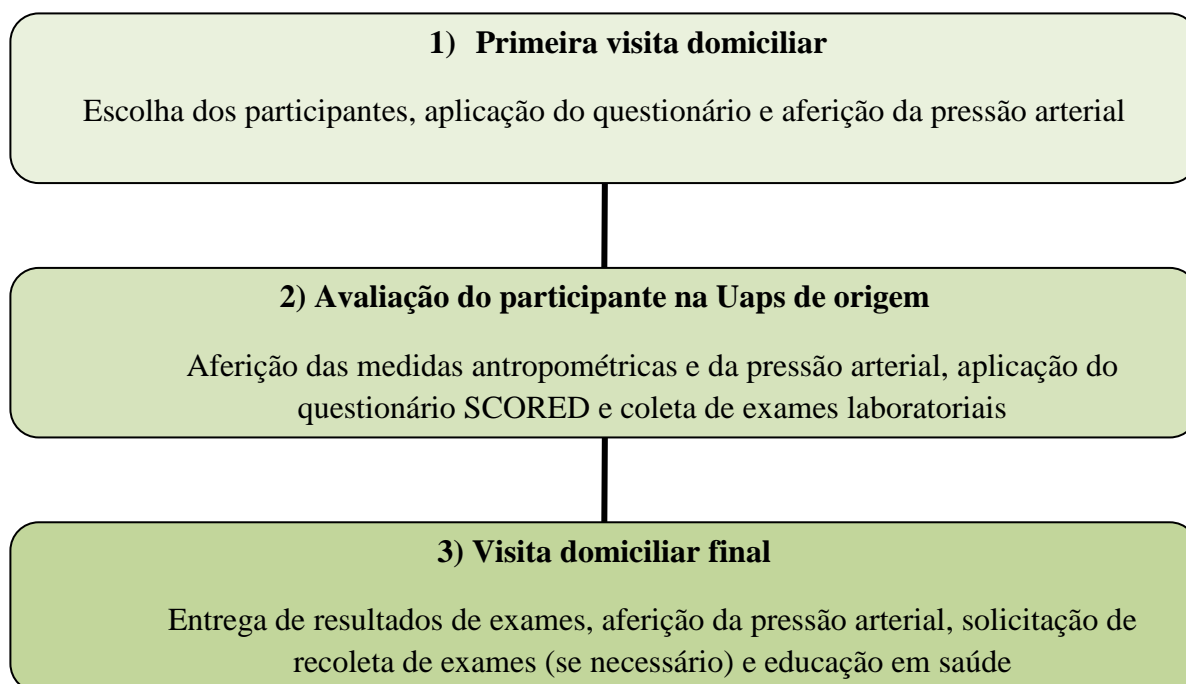 1) Primeira visita domiciliar
Escolha dos participantes, aplicação do questionário e aferição da pressão arterial
2) Avaliação do participante na Uaps de origem
Aferição das medidas antropométricas e da pressão arterial, aplicação do
questionário SCORED e coleta de exames laboratoriais
3) Visita domiciliar final
Entrega de resultados de exames, aferição da pressão arterial, solicitação de
recoleta de exames (se necessário) e educação em saúde